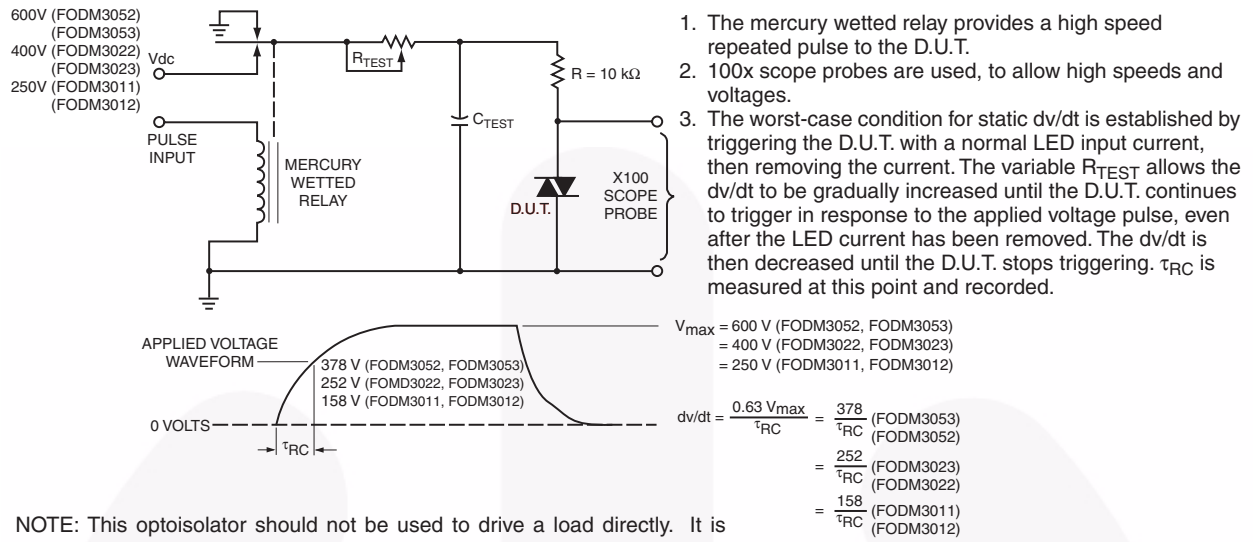 600V (FODM3052)
(FODM3053)
400V (FODM3022)
(FODM3023)
250V (FODM3011)
(FODM3012)
Vdc
PULSE
INPUT
MERCURY
WETTED
RELAY
RTEST
CTEST
R = 10 kΩ
D.U.T.
X100
SCOPE
PROBE
1. The mercury wetted relay provides a high speed
repeated pulse to the D.U.T.
2. 100x scope probes are used, to allow high speeds and
voltages.
3. The worst-case condition for static dv/dt is established by
triggering the D.U.T. with a normal LED input current,
then removing the current. The variable RTEST allows the
dv/dt to be gradually increased until the D.U.T. continues
to trigger in response to the applied voltage pulse, even
after the LED current has been removed. The dv/dt is
then decreased until the D.U.T. stops triggering. τRC is
measured at this point and recorded.
APPLIED VOLTAGE
WAVEFORM
378 V (FODM3052, FODM3053)
252 V (FOMD3022, FODM3023)
158 V (FODM3011, FODM3012)
0 VOLTS
τRC
Vmax = 600 V (FODM3052, FODM3053)
= 400 V (FODM3022, FODM3023)
= 250 V (FODM3011, FODM3012)
dv/dt = 0.63 Vmax / τRC = 378 / τRC (FODM3053)
(FODM3052)
= 252 / τRC (FODM3023)
(FODM3022)
= 158 / τRC (FODM3011)
(FODM3012)
NOTE: This optoisolator should not be used to drive a load directly. It is